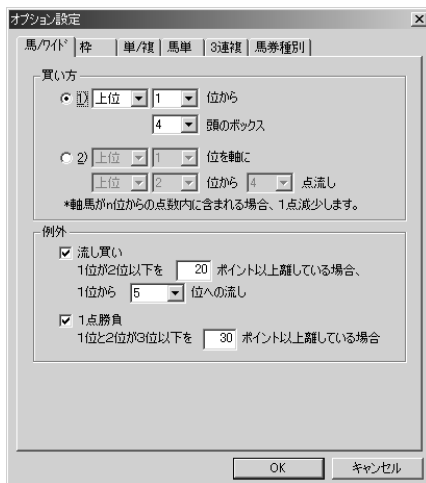 オプション設定
馬/ワイド 枠 単/複 馬単 3連複 馬券種別
買い方
1) 上位 1 位から
4 頭のボックス
2) 上位 1 位を軸に
上位 2 位から 4 点流し
*軸馬がn位からの点数内に含まれる場合、1点減少します。
例外
流し買い
1位が2位以下を 20 ポイント以上離している場合、
1位から 5 位への流し
1点勝負
1位と2位が3位以下を 30 ポイント以上離している場合
OK キャンセル